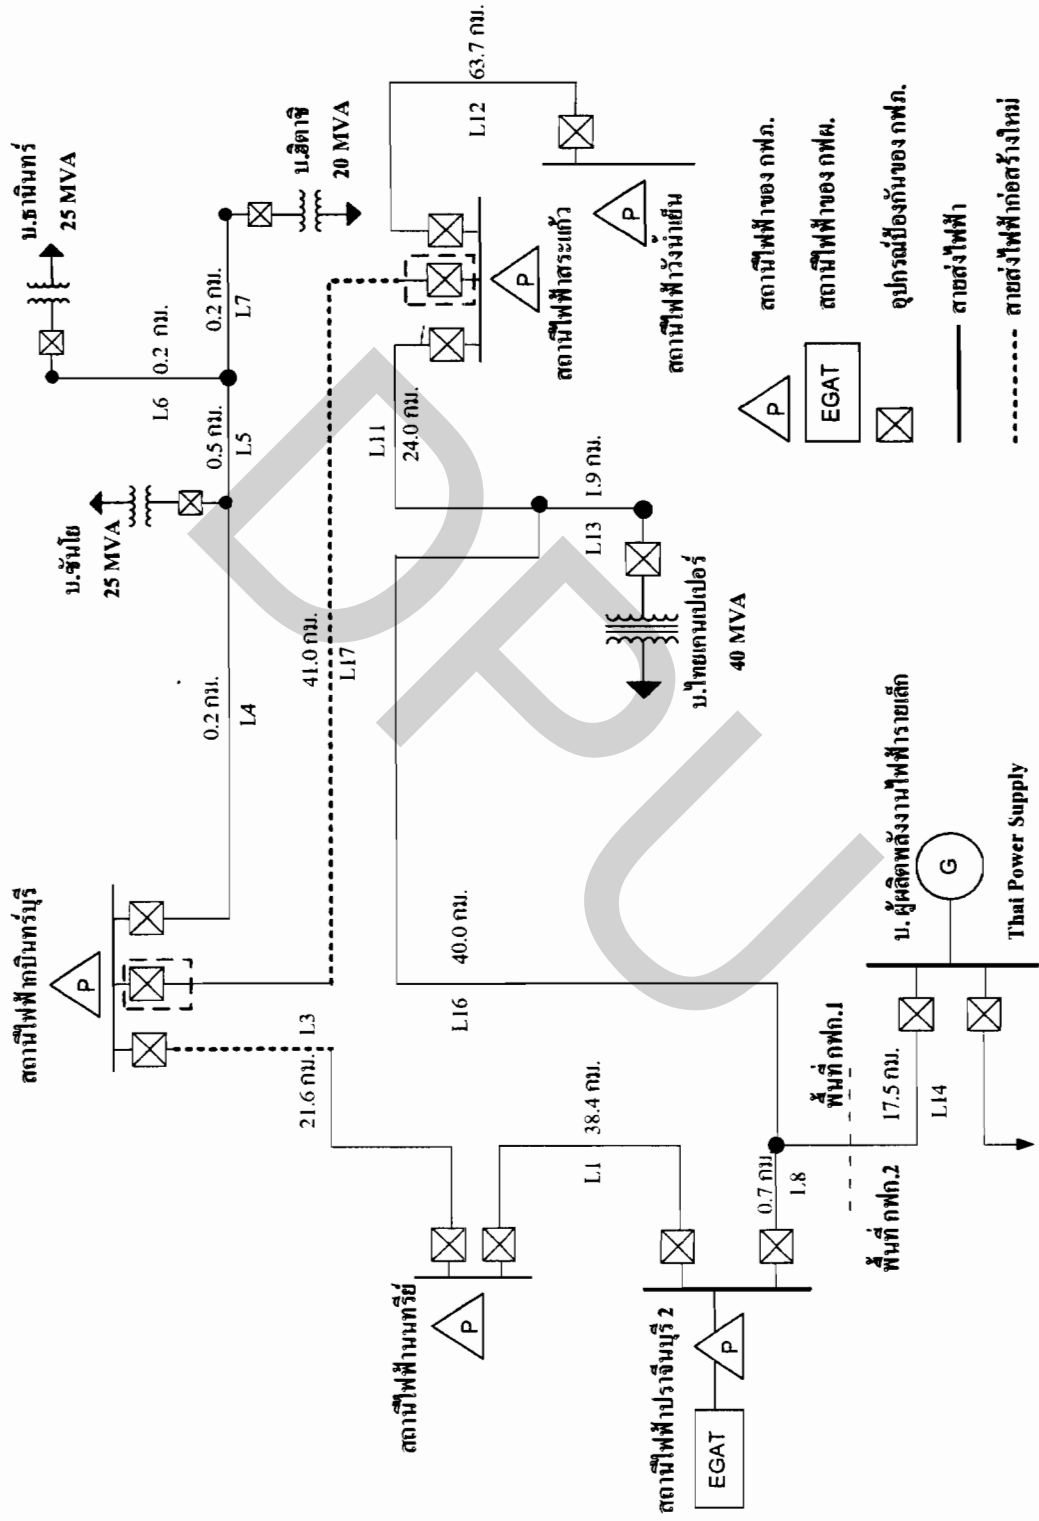 สถานีไฟฟ้ากบินทร์บุรี
P
21.6 กม.
L3
0.2 กม.
L4
บ.ซันโย
25 MVA
0.5 กม.
L5
L6
0.2 กม.
บ.ธานินทร์
25 MVA
0.2 กม.
L7
บ.ฮิตาชิ
20 MVA
41.0 กม.
L17
สถานีไฟฟ้านนทรีย์
P
38.4 กม.
L1
L16
40.0 กม.
L11
24.0 กม.
P
สถานีไฟฟ้าสระแก้ว
63.7 กม.
L12
P
สถานีไฟฟ้าวังน้ำเย็น
1.9 กม.
L13
บ.ไทยเคนเปเปอร์
40 MVA
สถานีไฟฟ้าปราจีนบุรี 2
EGAT
P
0.7 กม
L8
พื้นที่ กฟก.2
พื้นที่ กฟก.1
17.5 กม.
L14
บ. ผู้ผลิตพลังงานไฟฟ้ารายเล็ก
G
Thai Power Supply
P
สถานีไฟฟ้าของ กฟภ.
EGAT
สถานีไฟฟ้าของ กฟผ.
อุปกรณ์ป้องกันของ กฟภ.
สายส่งไฟฟ้า
สายส่งไฟฟ้าก่อสร้างใหม่
DPU